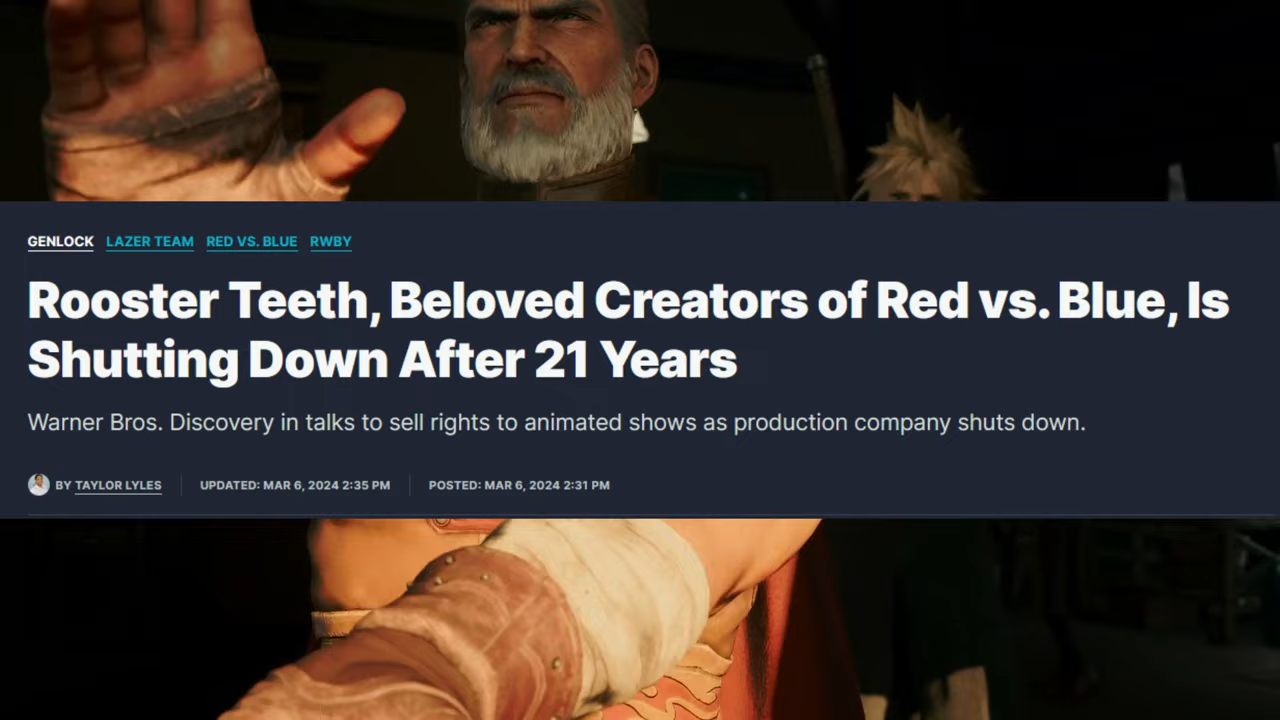 GENLOCK LAZER TEAM RED VS. BLUE RWBY
Rooster Teeth, Beloved Creators of Red vs. Blue, Is
Shutting Down After 21 Years
Warner Bros. Discovery in talks to sell rights to animated shows as production company shuts down.
BY TAYLOR LYLES UPDATED: MAR 6, 2024 2:35 PM POSTED: MAR 6, 2024 2:31 PM